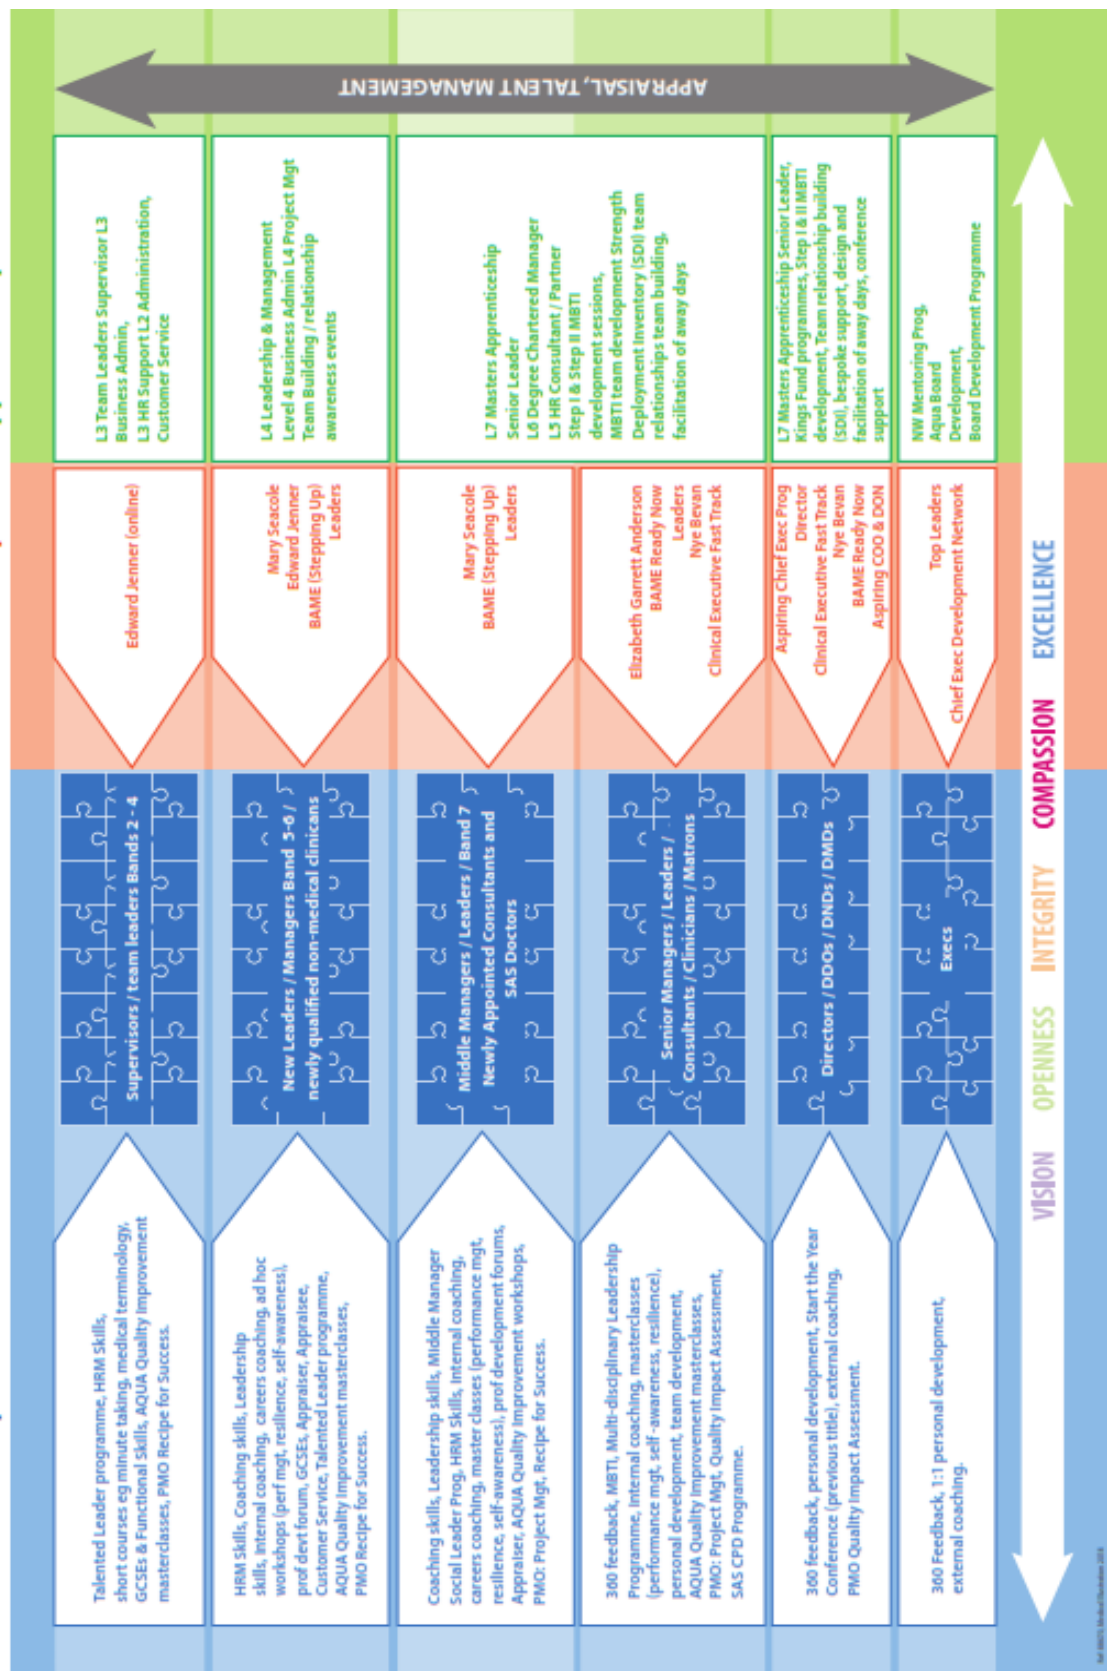 Talented Leader programme, HRM Skills,
short courses eg minute taking, medical terminology,
GCSEs & Functional Skills, AQUA Quality Improvement
masterclasses, PMO Recipe for Success.
Supervisors / team leaders Bands 2 - 4
Edward Jenner (online)
L3 Team Leaders Supervisor L3
Business Admin,
L3 HR Support L2 Administration,
Customer Service
HRM Skills, Coaching skills, Leadership
skills, Internal coaching, careers coaching, ad hoc
workshops (perf mgt, resilience, self-awareness),
prof devt forum, GCSEs, Appraiser, Appraisee,
Customer Service, Talented Leader programme,
AQUA Quality Improvement masterclasses,
PMO Recipe for Success.
New Leaders / Managers Band 5-6 /
newly qualified non-medical clinicans
Mary Seacole
Edward Jenner
BAME (Stepping Up)
Leaders
L4 Leadership & Management
Level 4 Business Admin L4 Project Mgt
Team Building / relationship
awareness events
Coaching skills, Leadership skills, Middle Manager
Social Leader Prog, HRM Skills, Internal coaching,
careers coaching, master classes (performance mgt,
resilience, self-awareness), prof development forums,
Appraiser, AQUA Quality Improvement workshops,
PMO: Project Mgt, Recipe for Success.
Middle Managers / Leaders / Band 7
Newly Appointed Consultants and
SAS Doctors
Mary Seacole
BAME (Stepping Up)
Leaders
L7 Masters Apprenticeship
Senior Leader
L6 Degree Chartered Manager
L5 HR Consultant / Partner
Step I & Step II MBTI
development sessions,
MBTI team development Strength
Deployment Inventory (SDI) team
relationships team building,
facilitation of away days
360 feedback, MBTI, Multi-disciplinary Leadership
Programme, Internal coaching, masterclasses
(performance mgt, self -awareness, resilience),
personal development, team development,
AQUA Quality Improvement masterclasses,
PMO: Project Mgt, Quality Impact Assessment,
SAS CPD Programme.
Senior Managers / Leaders /
Consultants / Clinicians / Matrons
Elizabeth Garrett Anderson
BAME Ready Now
Leaders
Nye Bevan
Clinical Executive Fast Track
360 feedback, personal development, Start the Year
Conference (previous title), external coaching,
PMO Quality Impact Assessment.
Directors / DDOs / DNDs / DMDs
Aspiring Chief Exec Prog
Director
Clinical Executive Fast Track
Nye Bevan
BAME Ready Now
Aspiring COO & DON
L7 Masters Apprenticeship Senior Leader,
Kings Fund programmes, Step I & II MBTI
development, Team relationship building
(SDI), bespoke support, design and
facilitation of away days, conference
support
360 Feedback, 1:1 personal development,
external coaching.
Execs
Top Leaders
Chief Exec Development Network
NW Mentoring Prog,
Aqua Board
Development,
Board Development Programme
APPRAISAL, TALENT MANAGEMENT
VISION OPENNESS INTEGRITY COMPASSION EXCELLENCE